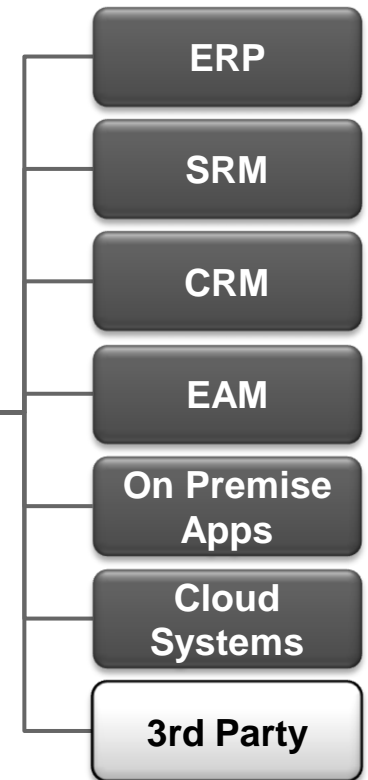 ERP
SRM
CRM
EAM
On Premise
Apps
Cloud
Systems
3rd Party